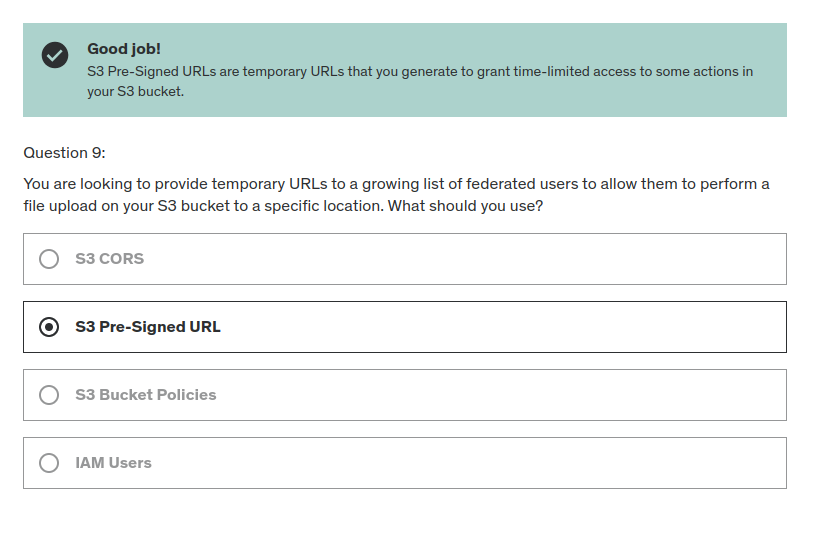 Good job!
S3 Pre-Signed URLs are temporary URLs that you generate to grant time-limited access to some actions in
your S3 bucket.
Question 9:
You are looking to provide temporary URLs to a growing list of federated users to allow them to perform a
file upload on your S3 bucket to a specific location. What should you use?
S3 CORS
S3 Pre-Signed URL
S3 Bucket Policies
IAM Users